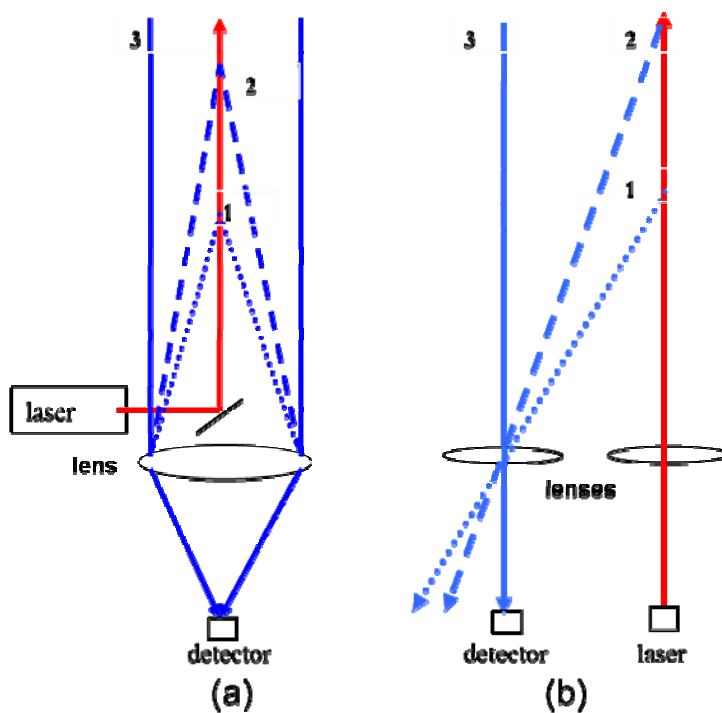 3
2
1
laser
lens
detector
(a)
3
2
1
lenses
detector
laser
(b)